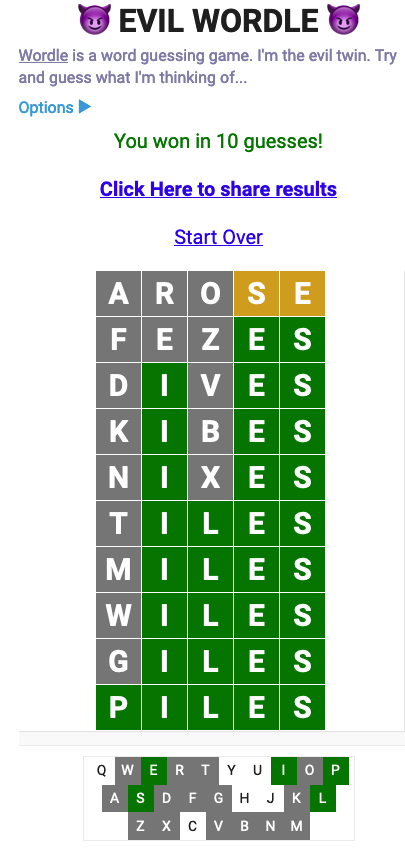 😈 EVIL WORDLE 😈
Wordle is a word guessing game. I'm the evil twin. Try
and guess what I'm thinking of...
Options ▶
You won in 10 guesses!
Click Here to share results
Start Over
A R O S E
F E Z E S
D I V E S
K I B E S
N I X E S
T I L E S
M I L E S
W I L E S
G I L E S
P I L E S
Q W E R T Y U I O P
A S D F G H J K L
Z X C V B N M